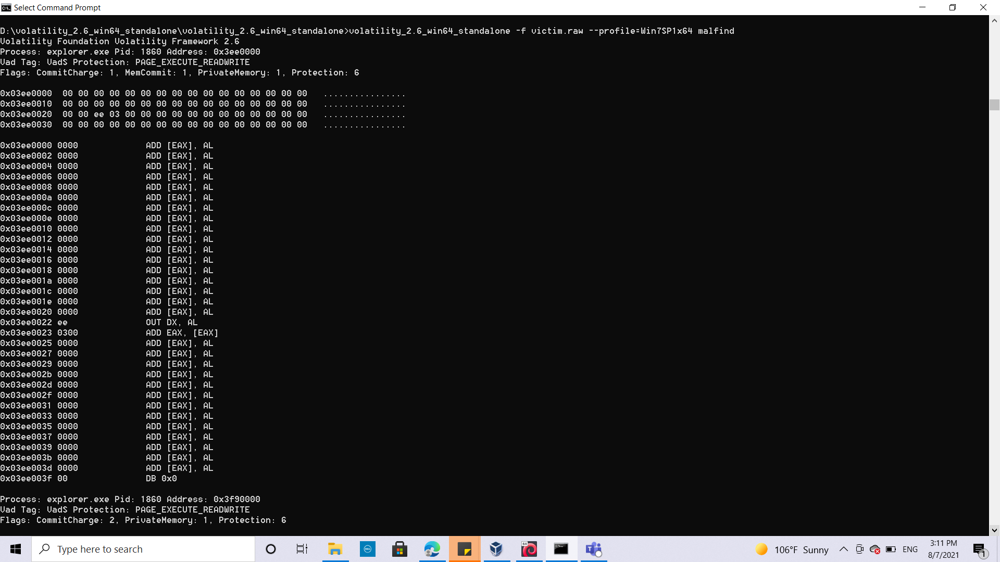 Select Command Prompt
D:\volatility_2.6_win64_standalone\volatility_2.6_win64_standalone>volatility_2.6_win64_standalone -f victim.raw --profile=Win7SP1x64 malfind
Volatility Foundation Volatility Framework 2.6
Process: explorer.exe Pid: 1860 Address: 0x3ee0000
Vad Tag: VadS Protection: PAGE_EXECUTE_READWRITE
Flags: CommitCharge: 1, MemCommit: 1, PrivateMemory: 1, Protection: 6
0x03ee0000  00 00 00 00 00 00 00 00 00 00 00 00 00 00 00 00   ................
0x03ee0010  00 00 00 00 00 00 00 00 00 00 00 00 00 00 00 00   ................
0x03ee0020  00 00 ee 03 00 00 00 00 00 00 00 00 00 00 00 00   ................
0x03ee0030  00 00 00 00 00 00 00 00 00 00 00 00 00 00 00 00   ................
0x03ee0000 0000             ADD [EAX], AL
0x03ee0002 0000             ADD [EAX], AL
0x03ee0004 0000             ADD [EAX], AL
0x03ee0006 0000             ADD [EAX], AL
0x03ee0008 0000             ADD [EAX], AL
0x03ee000a 0000             ADD [EAX], AL
0x03ee000c 0000             ADD [EAX], AL
0x03ee000e 0000             ADD [EAX], AL
0x03ee0010 0000             ADD [EAX], AL
0x03ee0012 0000             ADD [EAX], AL
0x03ee0014 0000             ADD [EAX], AL
0x03ee0016 0000             ADD [EAX], AL
0x03ee0018 0000             ADD [EAX], AL
0x03ee001a 0000             ADD [EAX], AL
0x03ee001c 0000             ADD [EAX], AL
0x03ee001e 0000             ADD [EAX], AL
0x03ee0020 0000             ADD [EAX], AL
0x03ee0022 ee               OUT DX, AL
0x03ee0023 0300             ADD EAX, [EAX]
0x03ee0025 0000             ADD [EAX], AL
0x03ee0027 0000             ADD [EAX], AL
0x03ee0029 0000             ADD [EAX], AL
0x03ee002b 0000             ADD [EAX], AL
0x03ee002d 0000             ADD [EAX], AL
0x03ee002f 0000             ADD [EAX], AL
0x03ee0031 0000             ADD [EAX], AL
0x03ee0033 0000             ADD [EAX], AL
0x03ee0035 0000             ADD [EAX], AL
0x03ee0037 0000             ADD [EAX], AL
0x03ee0039 0000             ADD [EAX], AL
0x03ee003b 0000             ADD [EAX], AL
0x03ee003d 0000             ADD [EAX], AL
0x03ee003f 00               DB 0x0
Process: explorer.exe Pid: 1860 Address: 0x3f90000
Vad Tag: VadS Protection: PAGE_EXECUTE_READWRITE
Flags: CommitCharge: 2, PrivateMemory: 1, Protection: 6
Type here to search
106°F Sunny
ENG
3:11 PM
8/7/2021
1